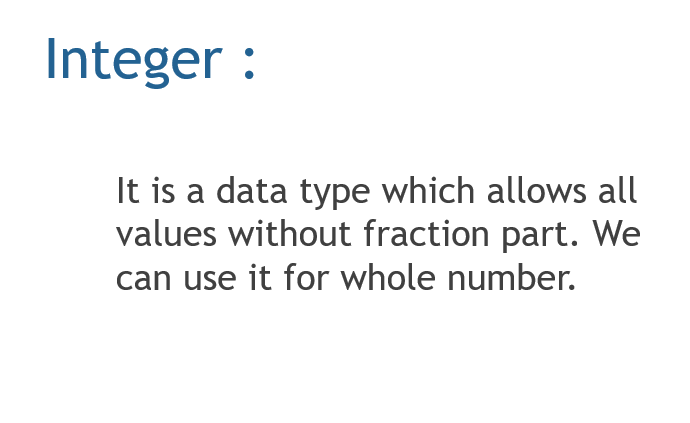 Integer :
It is a data type which allows all
values without fraction part. We
can use it for whole number.